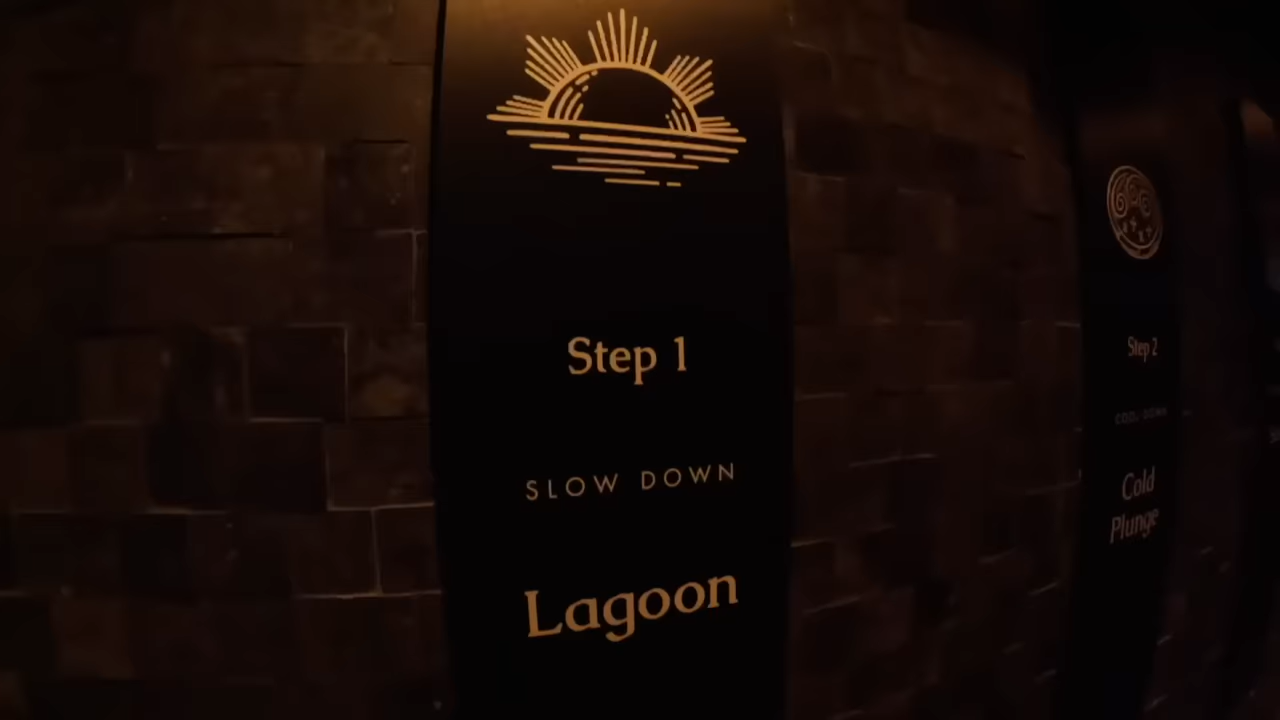 Step 1
SLOW DOWN
Lagoon
Step 2
COOL DOWN
Cold
Plunge